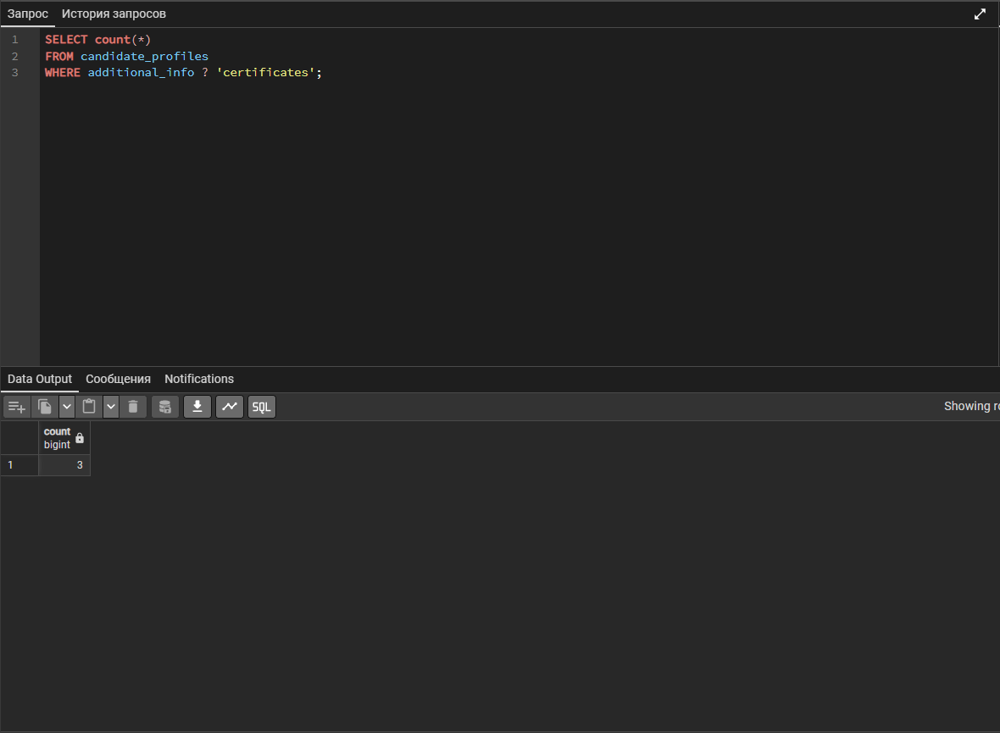 Запрос История запросов
1 SELECT count(*)
2 FROM candidate_profiles
3 WHERE additional_info ? 'certificates';
Data Output Сообщения Notifications
SQL Showing ro
count
bigint
1 3